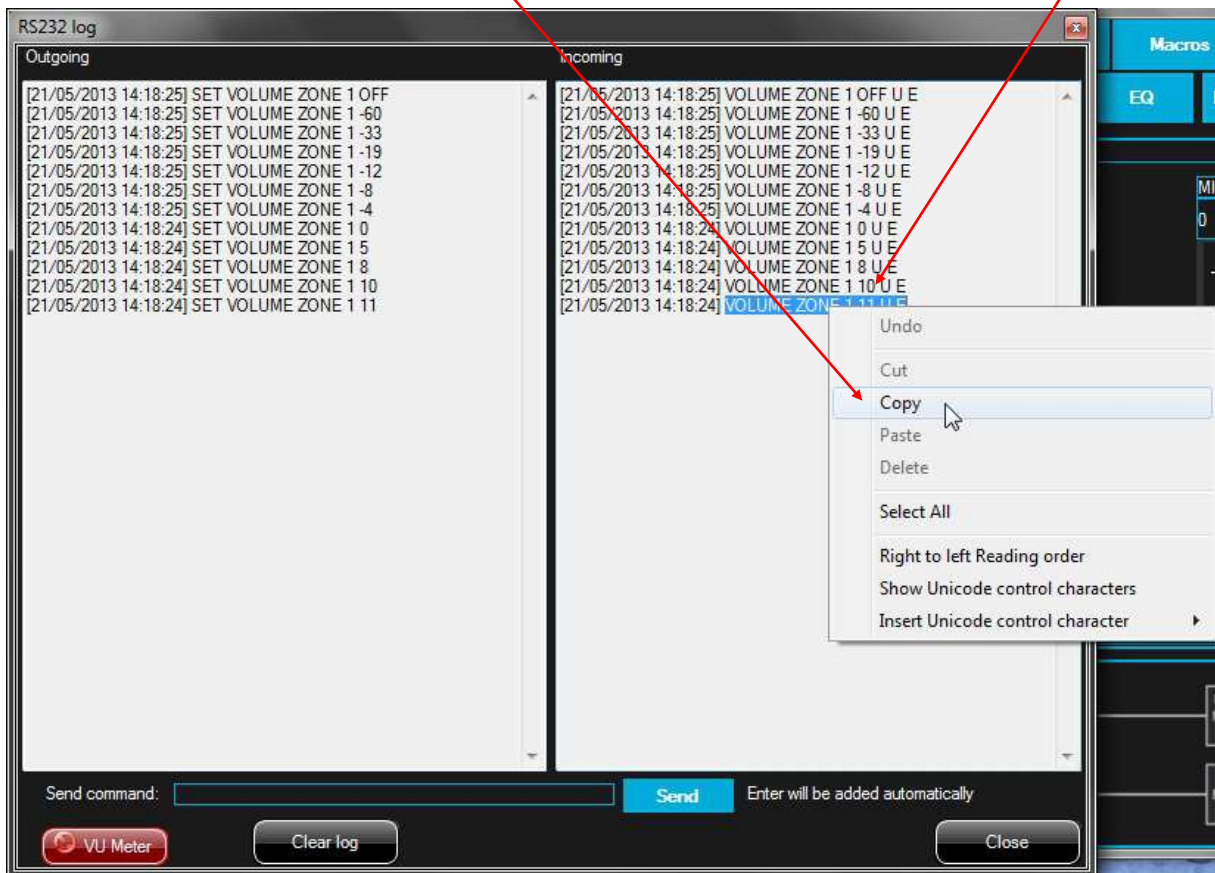 RS232 log
Macros
Outgoing
Incoming
EQ
[21/05/2013 14:18:25] SET VOLUME ZONE 1 OFF
[21/05/2013 14:18:25] SET VOLUME ZONE 1 -60
[21/05/2013 14:18:25] SET VOLUME ZONE 1 -33
[21/05/2013 14:18:25] SET VOLUME ZONE 1 -19
[21/05/2013 14:18:25] SET VOLUME ZONE 1 -12
[21/05/2013 14:18:25] SET VOLUME ZONE 1 -8
[21/05/2013 14:18:25] SET VOLUME ZONE 1 -4
[21/05/2013 14:18:24] SET VOLUME ZONE 1 0
[21/05/2013 14:18:24] SET VOLUME ZONE 1 5
[21/05/2013 14:18:24] SET VOLUME ZONE 1 8
[21/05/2013 14:18:24] SET VOLUME ZONE 1 10
[21/05/2013 14:18:24] SET VOLUME ZONE 1 11
[21/05/2013 14:18:25] VOLUME ZONE 1 OFF U E
[21/05/2013 14:18:25] VOLUME ZONE 1 -60 U E
[21/05/2013 14:18:25] VOLUME ZONE 1 -33 U E
[21/05/2013 14:18:25] VOLUME ZONE 1 -19 U E
[21/05/2013 14:18:25] VOLUME ZONE 1 -12 U E
[21/05/2013 14:18:25] VOLUME ZONE 1 -8 U E
[21/05/2013 14:18:25] VOLUME ZONE 1 -4 U E
[21/05/2013 14:18:24] VOLUME ZONE 1 0 U E
[21/05/2013 14:18:24] VOLUME ZONE 1 5 U E
[21/05/2013 14:18:24] VOLUME ZONE 1 8 U E
[21/05/2013 14:18:24] VOLUME ZONE 1 10 U E
[21/05/2013 14:18:24] VOLUME ZONE 1 11 U E
0
Undo
Cut
Copy
Paste
Delete
Select All
Right to left Reading order
Show Unicode control characters
Insert Unicode control character
Send command:
Send
Enter will be added automatically
VU Meter
Clear log
Close